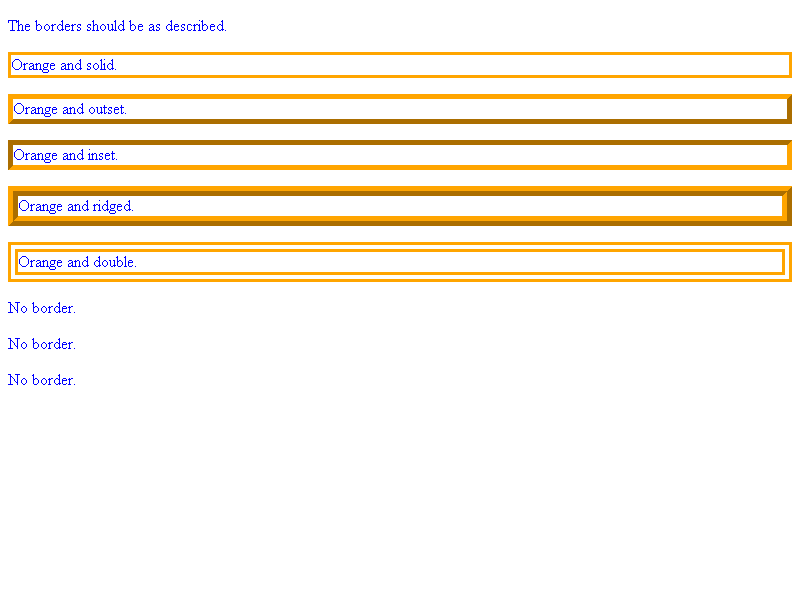 The borders should be as described.
Orange and solid.
Orange and outset.
Orange and inset.
Orange and ridged.
Orange and double.
No border.
No border.
No border.